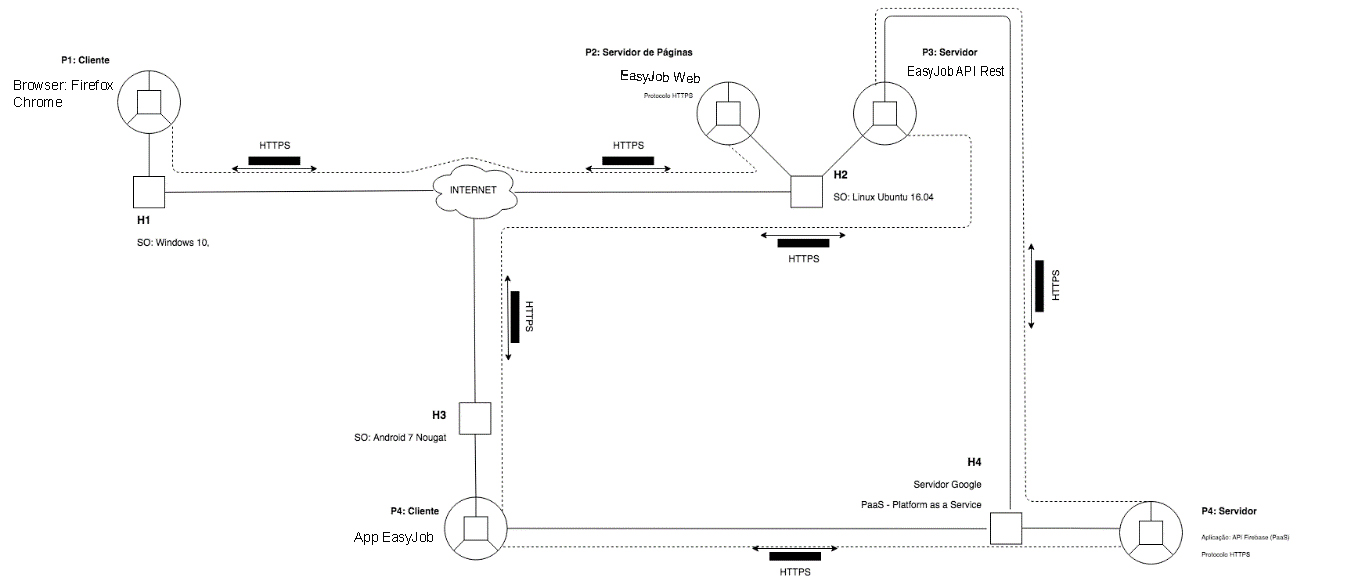 P1: Cliente
Browser: Firefox
Chrome
H1
SO: Windows 10,
HTTPS
INTERNET
HTTPS
P2: Servidor de Páginas
EasyJob Web
Protocolo HTTPS
P3: Servidor
EasyJob API Rest
H2
SO: Linux Ubuntu 16.04
HTTPS
HTTPS
HTTPS
H3
SO: Android 7 Nougat
P4: Cliente
App EasyJob
HTTPS
H4
Servidor Google
PaaS - Platform as a Service
P4: Servidor
Aplicação: API Firebase (PaaS)
Protocolo HTTPS